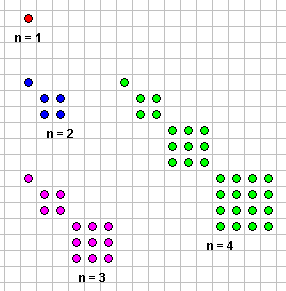 n = 1
n = 2
n = 4
n = 3